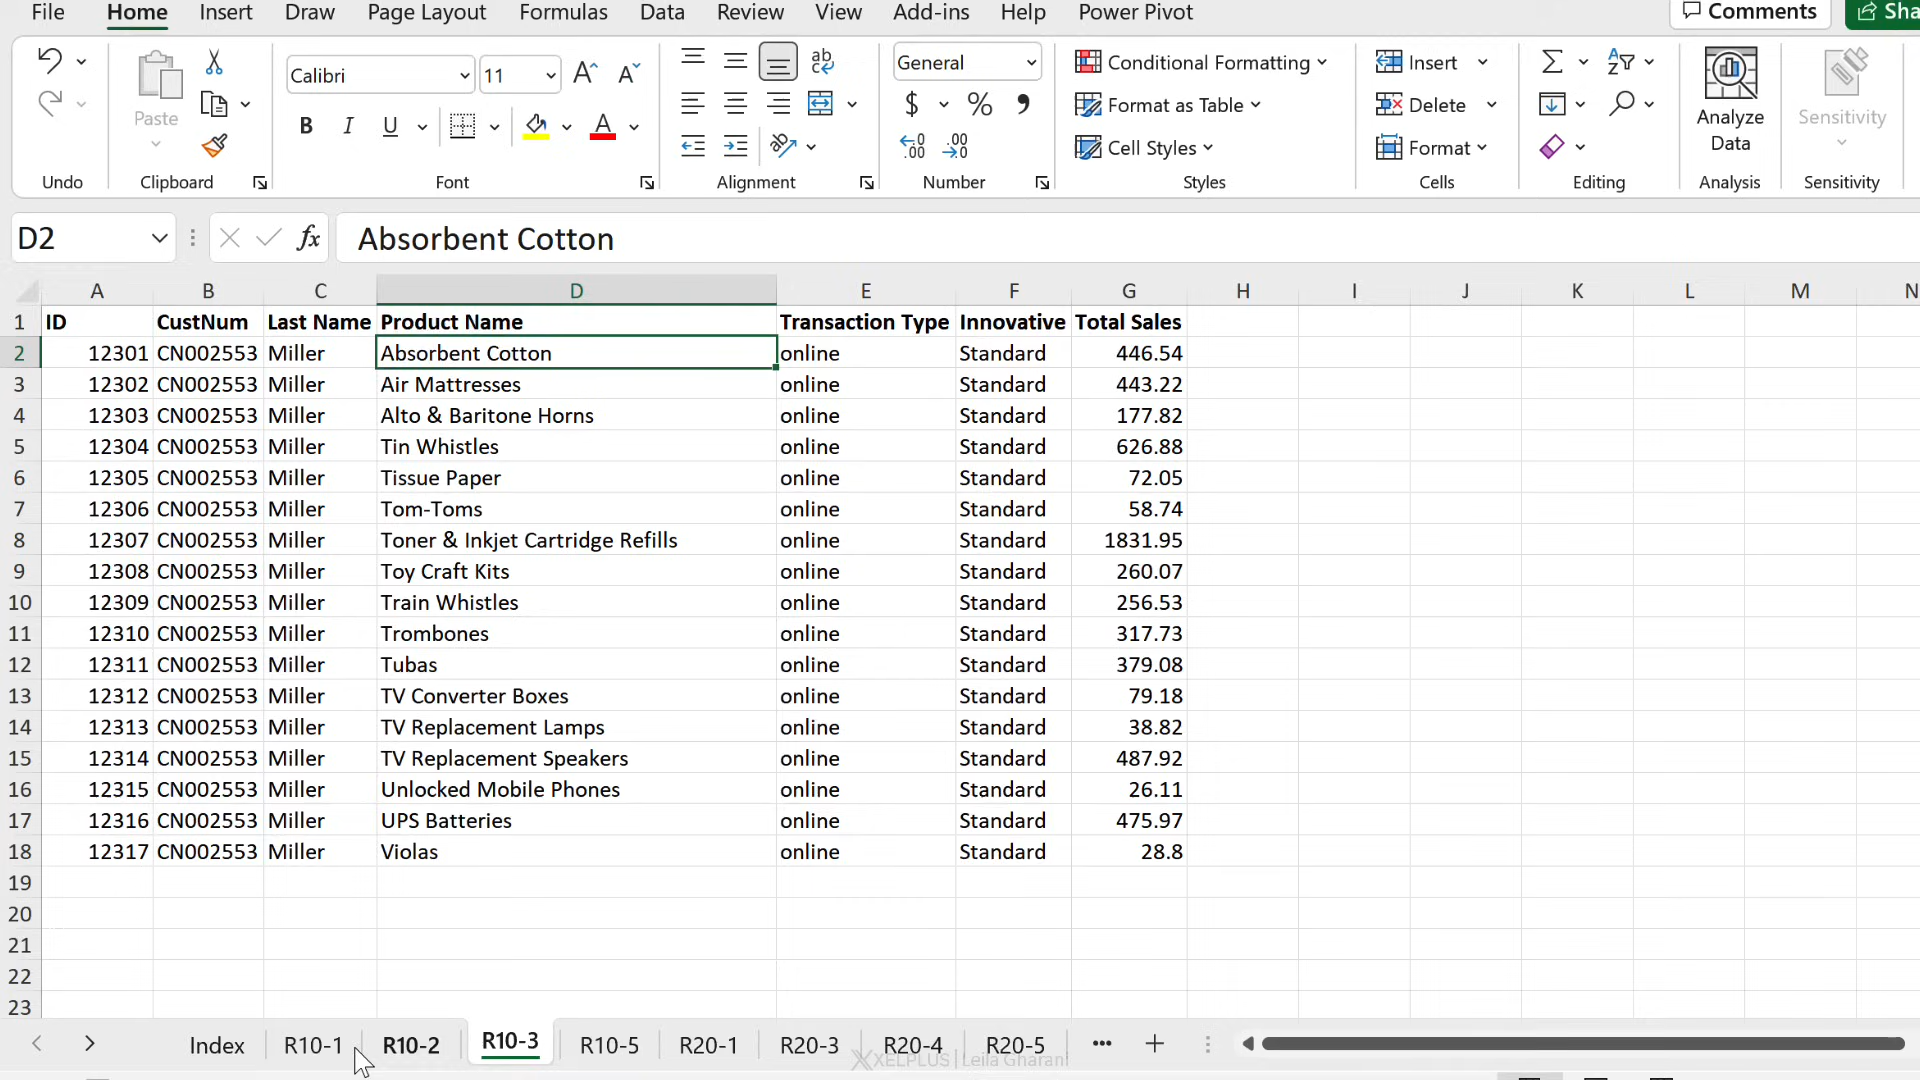 File Home Insert Draw Page Layout Formulas Data Review View Add-ins Help Power Pivot Comments
Calibri 11 General Conditional Formatting Insert
Paste B I U $ % Format as Table Delete Analyze Data Sensitivity
Cell Styles Format
Undo Clipboard Font Alignment Number Styles Cells Editing Analysis Sensitivity
D2 fx Absorbent Cotton
A B C D E F G H I J K L M N
1 ID CustNum Last Name Product Name Transaction Type Innovative Total Sales
2 12301 CN002553 Miller Absorbent Cotton online Standard 446.54
3 12302 CN002553 Miller Air Mattresses online Standard 443.22
4 12303 CN002553 Miller Alto & Baritone Horns online Standard 177.82
5 12304 CN002553 Miller Tin Whistles online Standard 626.88
6 12305 CN002553 Miller Tissue Paper online Standard 72.05
7 12306 CN002553 Miller Tom-Toms online Standard 58.74
8 12307 CN002553 Miller Toner & Inkjet Cartridge Refills online Standard 1831.95
9 12308 CN002553 Miller Toy Craft Kits online Standard 260.07
10 12309 CN002553 Miller Train Whistles online Standard 256.53
11 12310 CN002553 Miller Trombones online Standard 317.73
12 12311 CN002553 Miller Tubas online Standard 379.08
13 12312 CN002553 Miller TV Converter Boxes online Standard 79.18
14 12313 CN002553 Miller TV Replacement Lamps online Standard 38.82
15 12314 CN002553 Miller TV Replacement Speakers online Standard 487.92
16 12315 CN002553 Miller Unlocked Mobile Phones online Standard 26.11
17 12316 CN002553 Miller UPS Batteries online Standard 475.97
18 12317 CN002553 Miller Violas online Standard 28.8
19
20
21
22
23
Index R10-1 R10-2 R10-3 R10-5 R20-1 R20-3 R20-4 R20-5
XELPLUS | Leila Gharani